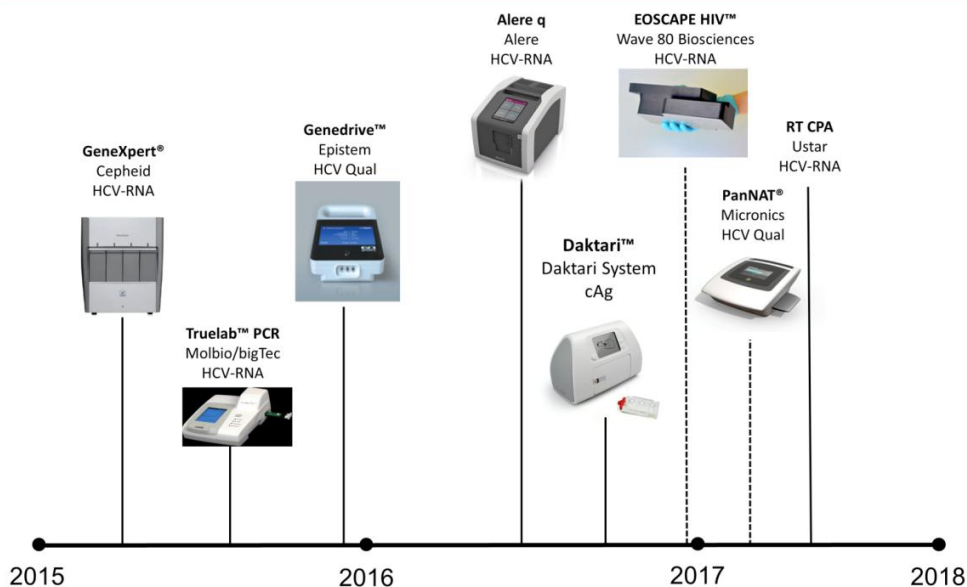 GeneXpert®
Cepheid
HCV-RNA
Truelab™ PCR
Molbio/bigTec
HCV-RNA
Genedrive™
Epistem
HCV Qual
Alere q
Alere
HCV-RNA
Daktari™
Daktari System
cAg
EOSCAPE HIV™
Wave 80 Biosciences
HCV-RNA
PanNAT®
Micronics
HCV Qual
RT CPA
Ustar
HCV-RNA
2015
2016
2017
2018